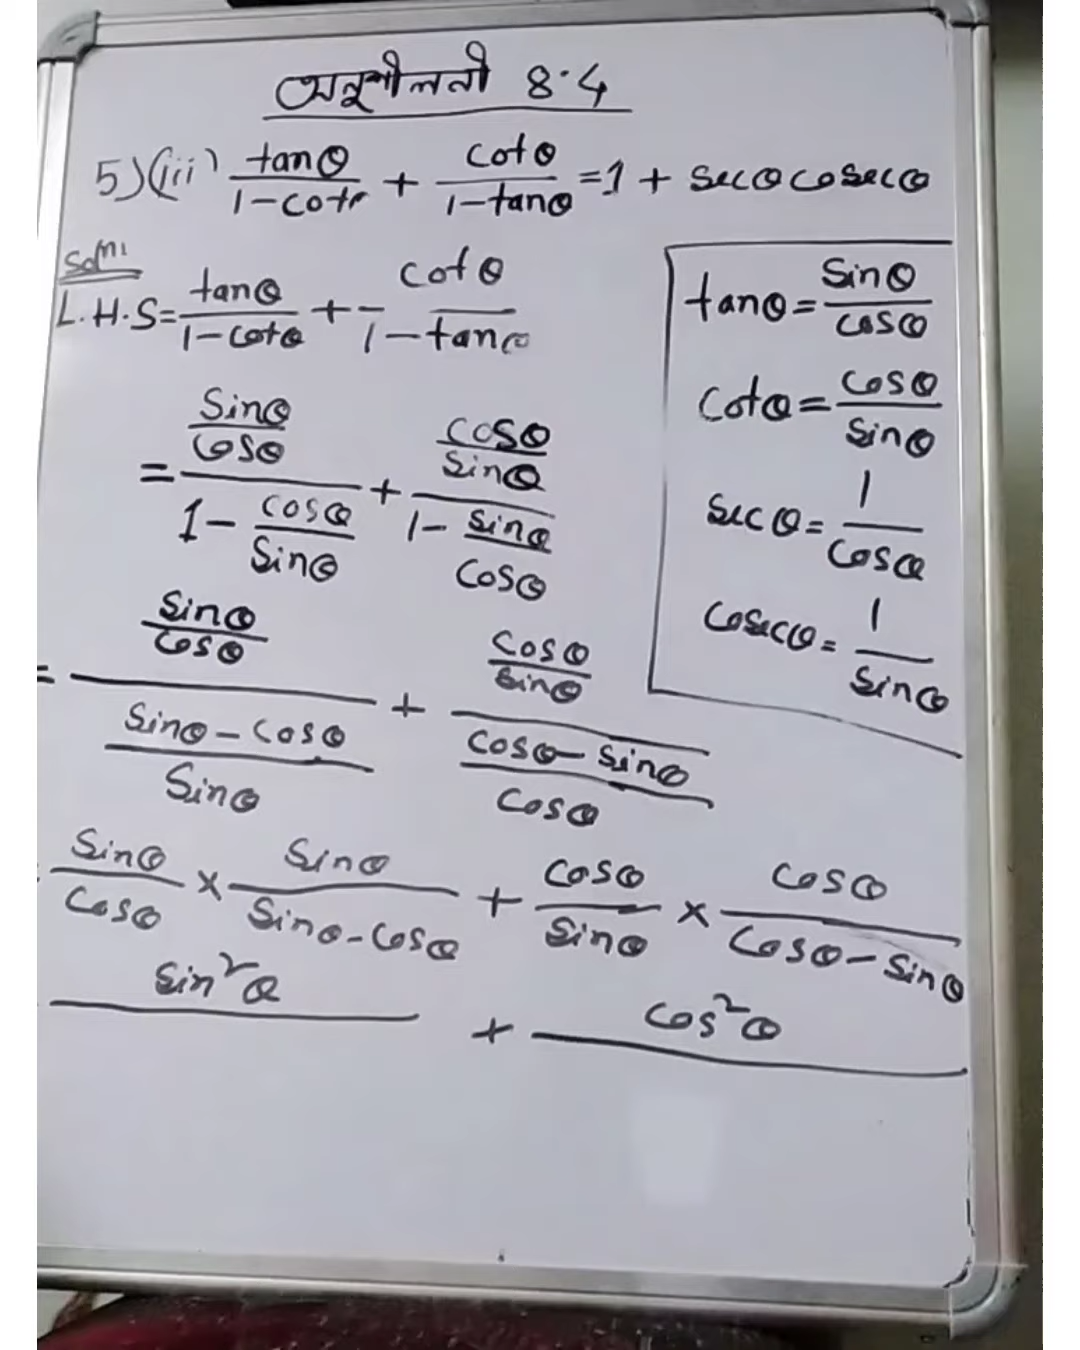 অনুশীলনী 8.4
5)(iii) tanθ/(1-cotθ) + cotθ/(1-tanθ) = 1 + secθ cosecθ
Solⁿ:
L.H.S = tanθ/(1-cotθ) + cotθ/(1-tanθ)
= (sinθ/cosθ)/(1 - cosθ/sinθ) + (cosθ/sinθ)/(1 - sinθ/cosθ)
= (sinθ/cosθ)/((sinθ-cosθ)/sinθ) + (cosθ/sinθ)/((cosθ-sinθ)/cosθ)
= sinθ/cosθ × sinθ/(sinθ-cosθ) + cosθ/sinθ × cosθ/(cosθ-sinθ)
= sin²θ/ + cos²θ/
tanθ = sinθ/cosθ
cotθ = cosθ/sinθ
secθ = 1/cosθ
cosecθ = 1/sinθ